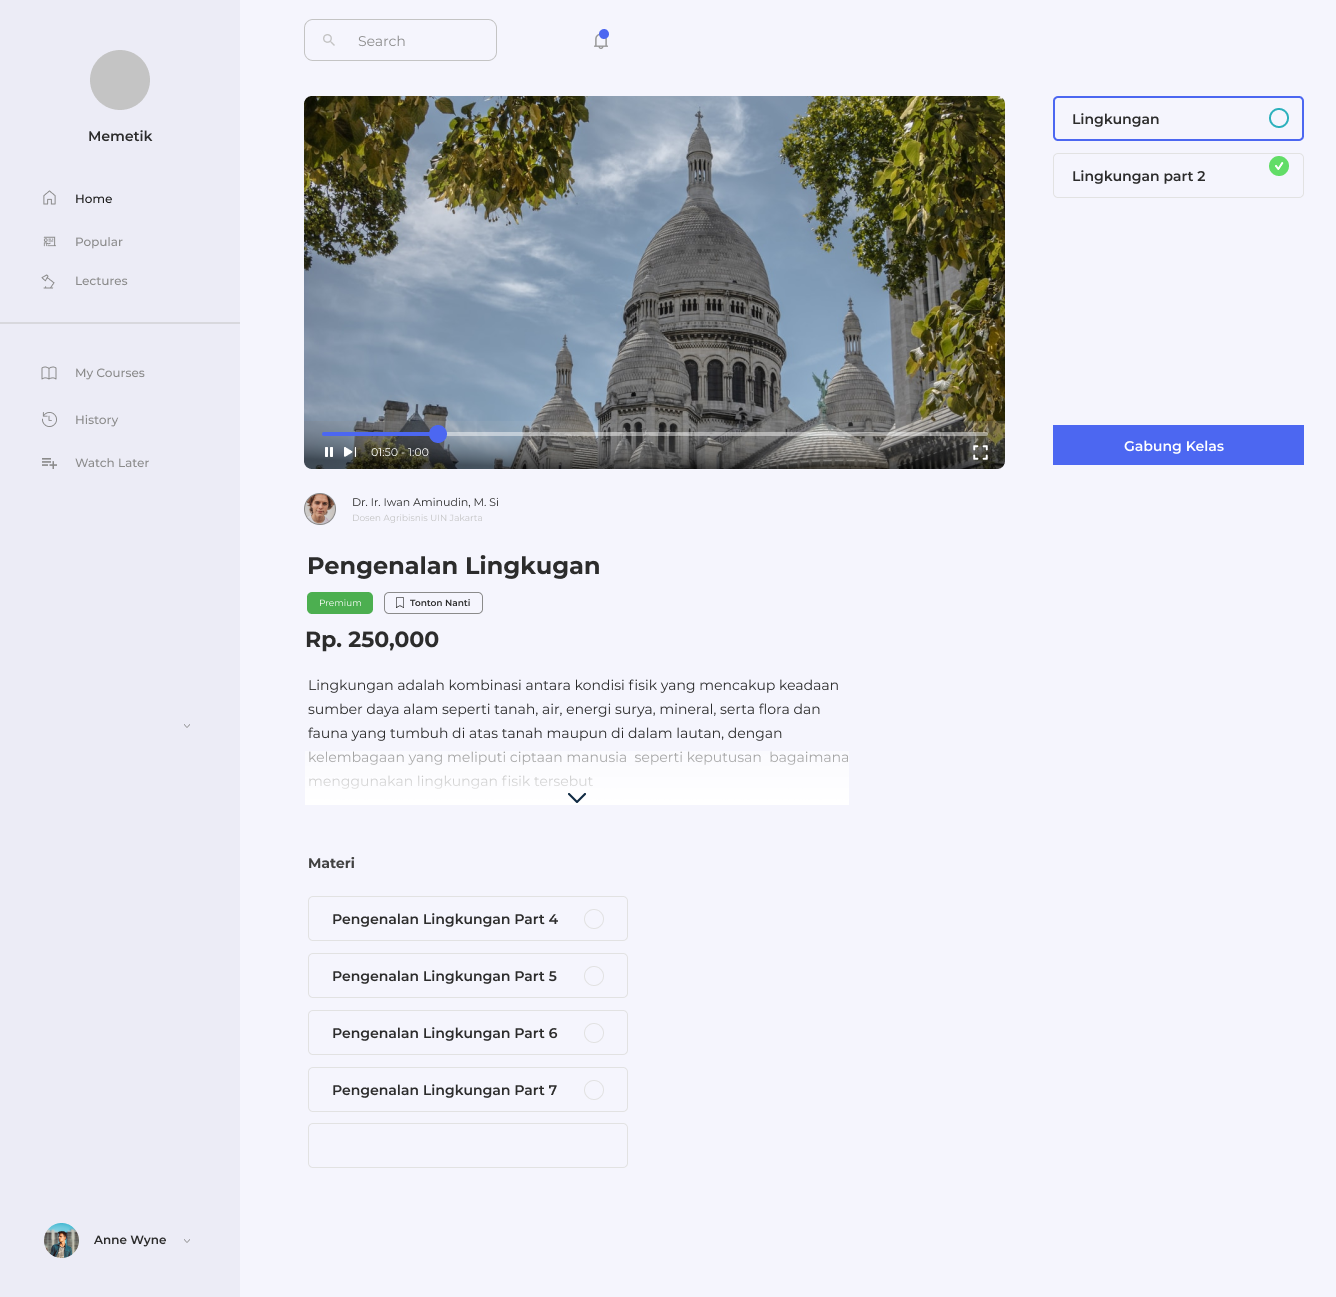 Memetik
Home
Popular
Lectures
My Courses
History
Watch Later
Anne Wyne
Search
01:50 - 1:00
Dr. Ir. Iwan Aminudin, M. Si
Dosen Agribisnis UIN Jakarta
Pengenalan Lingkugan
Premium
Tonton Nanti
Rp. 250,000
Lingkungan adalah kombinasi antara kondisi fisik yang mencakup keadaan
sumber daya alam seperti tanah, air, energi surya, mineral, serta flora dan
fauna yang tumbuh di atas tanah maupun di dalam lautan, dengan
kelembagaan yang meliputi ciptaan manusia  seperti keputusan  bagaimana
menggunakan lingkungan fisik tersebut
Materi
Pengenalan Lingkungan Part 4
Pengenalan Lingkungan Part 5
Pengenalan Lingkungan Part 6
Pengenalan Lingkungan Part 7
Lingkungan
Lingkungan part 2
Gabung Kelas